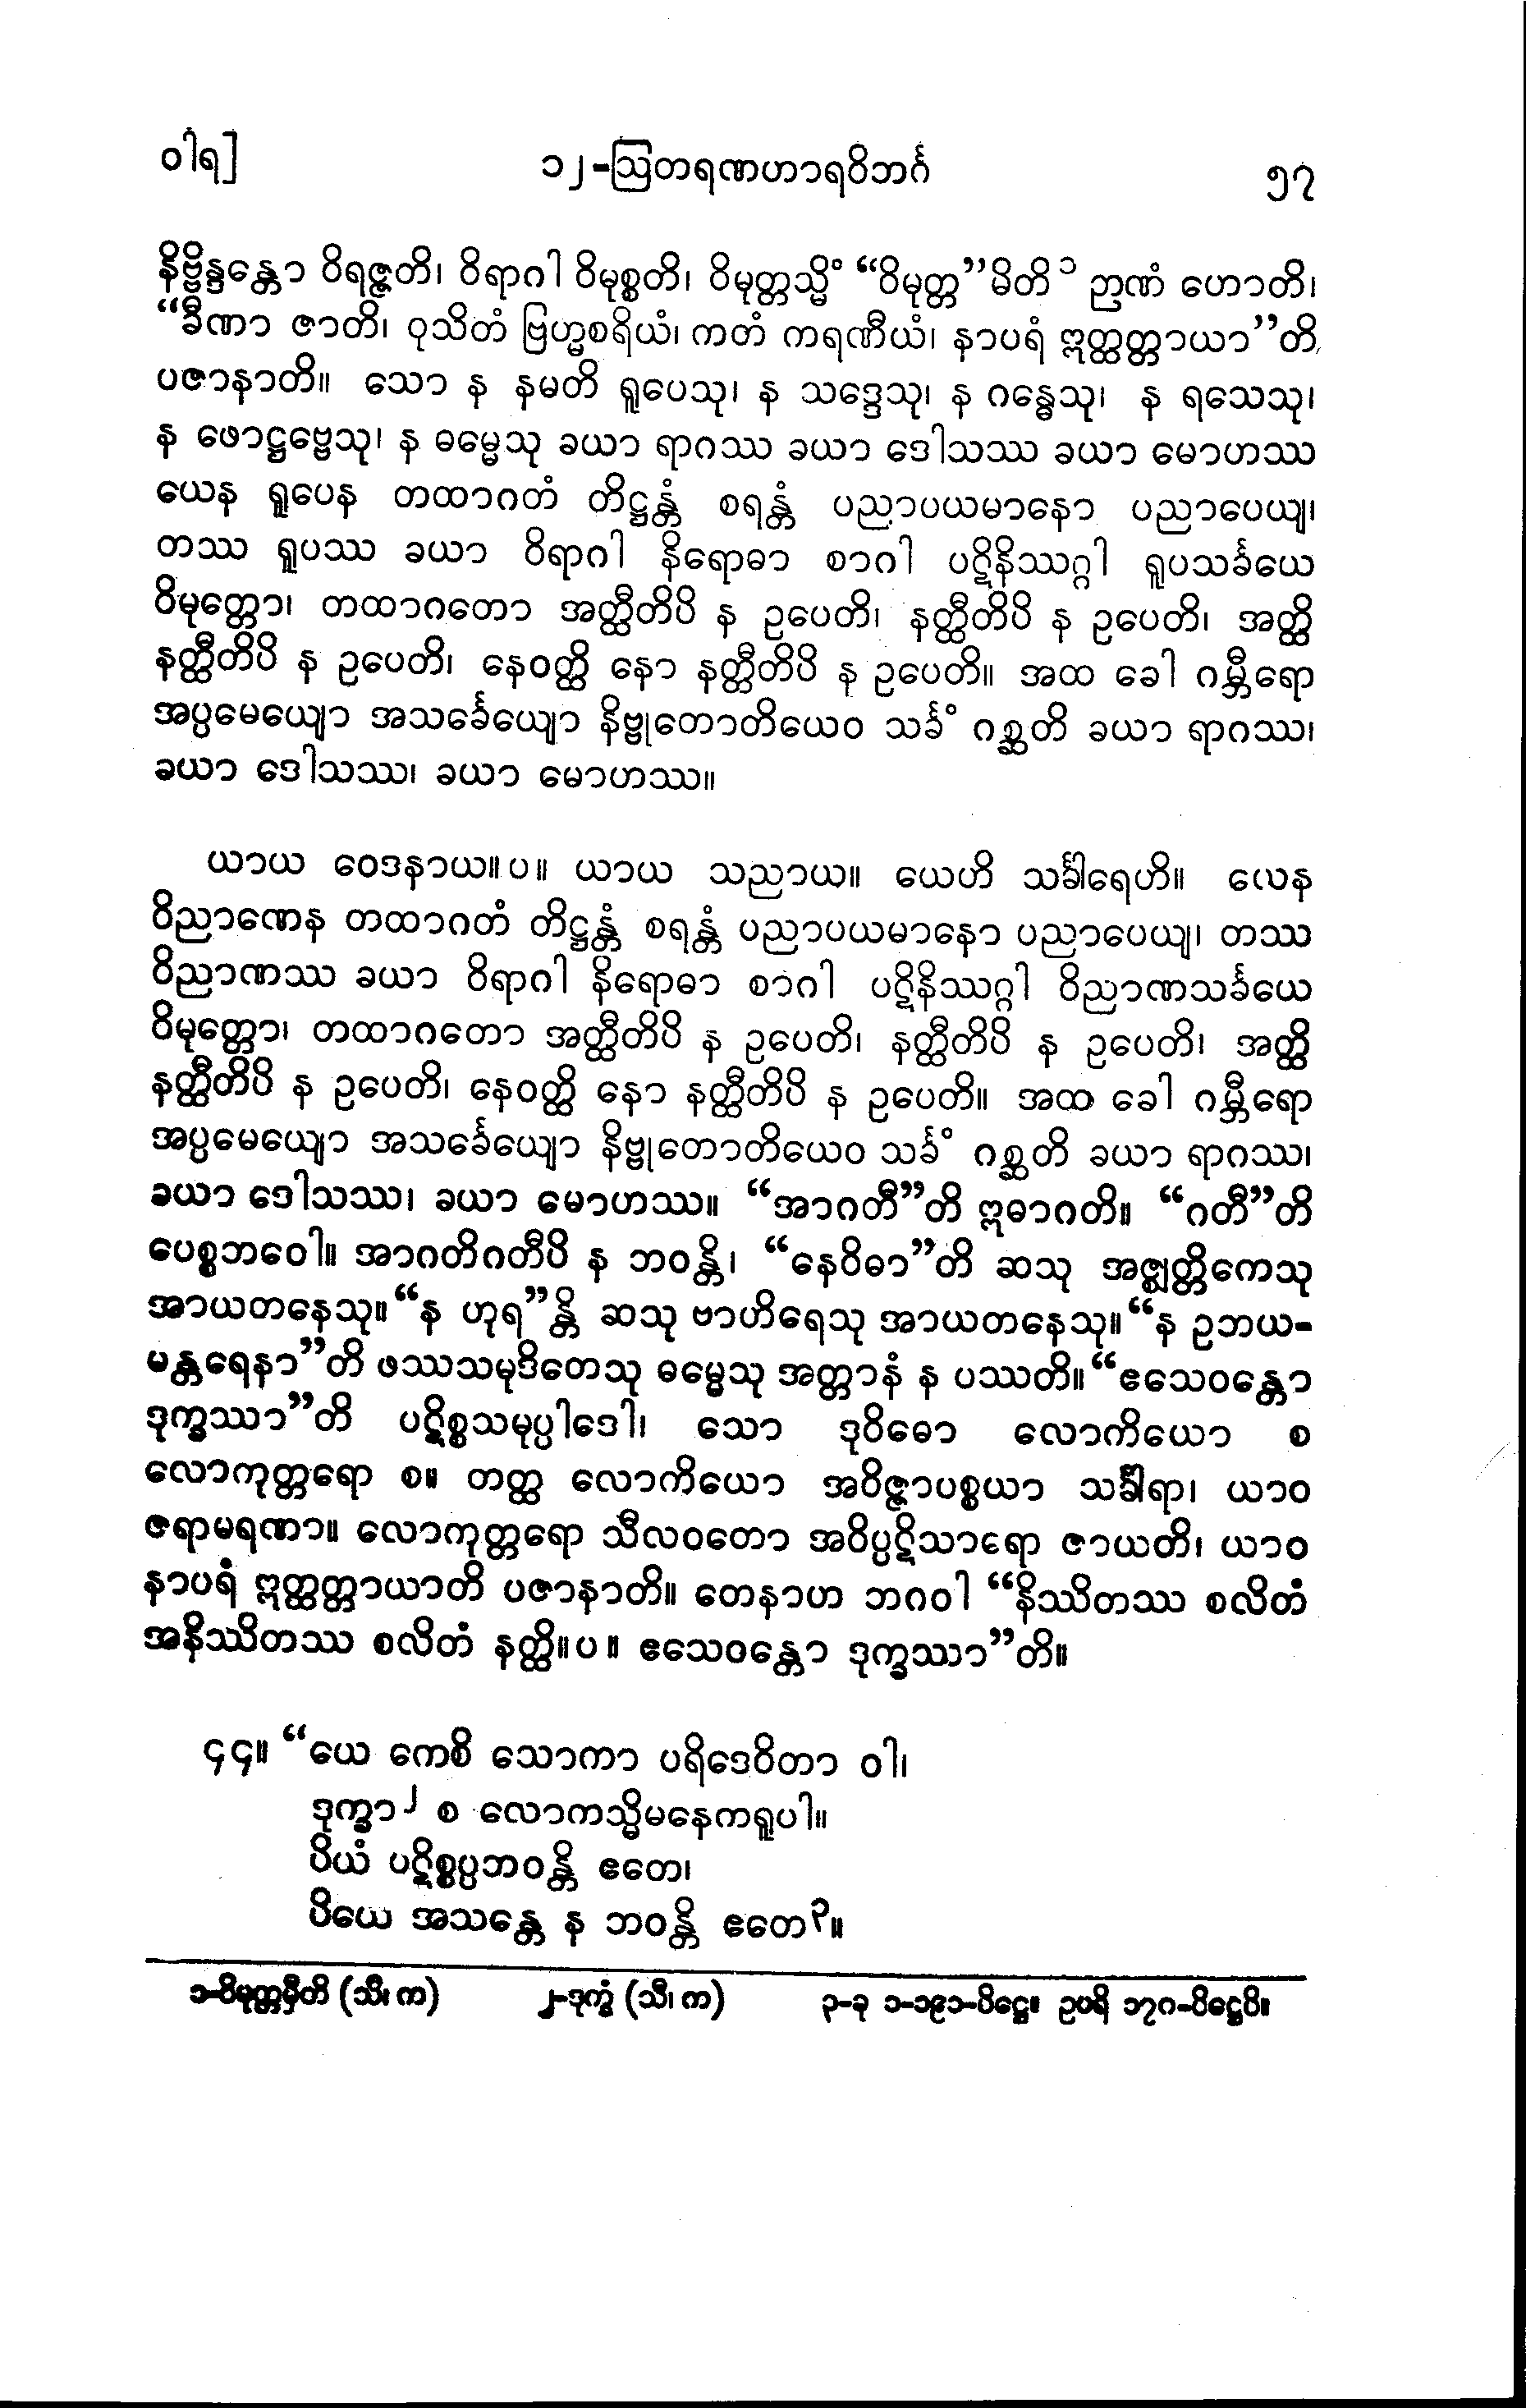 ဝါရ]
၁၂-ဩတရဏဟာရဝိဘင်္ဂ
၅၇
နိဗ္ဗိန္ဒန္တော ဝိရဇ္ဇတိ၊ ဝိရာဂါ ဝိမုစ္စတိ၊ ဝိမုတ္တသ္မိံ “ဝိမုတ္တ”မိတိ၁ ဉာဏံ ဟောတိ၊
“ခီဏာ ဇာတိ၊ ဝုသိတံ ဗြဟ္မစရိယံ၊ ကတံ ကရဏီယံ၊ နာပရံ ဣတ္ထတ္တာယာ”တိ
ပဇာနာတိ။ သော န နမတိ ရူပေသု၊ န သဒ္ဒေသု၊ န ဂန္ဓေသု၊ န ရသေသု၊
န ဖောဋ္ဌဗ္ဗေသု၊ န ဓမ္မေသု ခယာ ရာဂဿ ခယာ ဒေါသဿ ခယာ မောဟဿ
ယေန ရူပေန တထာဂတံ တိဋ္ဌန္တံ စရန္တံ ပညာပယမာနော ပညာပေယျ၊
တဿ ရူပဿ ခယာ ဝိရာဂါ နိရောဓာ စာဂါ ပဋိနိဿဂ္ဂါ ရူပသင်္ခယေ
ဝိမုတ္တော၊ တထာဂတော အတ္ထီတိပိ န ဥပေတိ၊ နတ္ထီတိပိ န ဥပေတိ၊ အတ္ထိ
နတ္ထီတိပိ န ဥပေတိ၊ နေဝတ္ထိ နော နတ္ထီတိပိ န ဥပေတိ။ အထ ခေါ ဂမ္ဘီရော
အပ္ပမေယျော အသင်္ခေယျော နိဗ္ဗုတောတိယေဝ သင်္ခံ ဂစ္ဆတိ ခယာ ရာဂဿ၊
ခယာ ဒေါသဿ၊ ခယာ မောဟဿ။
ယာယ ဝေဒနာယ။ပ။ ယာယ သညာယ။ ယေဟိ သင်္ခါရေဟိ။ ယေန
ဝိညာဏေန တထာဂတံ တိဋ္ဌန္တံ စရန္တံ ပညာပယမာနော ပညာပေယျ၊ တဿ
ဝိညာဏဿ ခယာ ဝိရာဂါ နိရောဓာ စာဂါ ပဋိနိဿဂ္ဂါ ဝိညာဏသင်္ခယေ
ဝိမုတ္တော၊ တထာဂတော အတ္ထီတိပိ န ဥပေတိ၊ နတ္ထီတိပိ န ဥပေတိ၊ အတ္ထိ
နတ္ထီတိပိ န ဥပေတိ၊ နေဝတ္ထိ နော နတ္ထီတိပိ န ဥပေတိ။ အထ ခေါ ဂမ္ဘီရော
အပ္ပမေယျော အသင်္ခေယျော နိဗ္ဗုတောတိယေဝ သင်္ခံ ဂစ္ဆတိ ခယာ ရာဂဿ၊
ခယာ ဒေါသဿ၊ ခယာ မောဟဿ။ “အာဂတီ”တိ ဣဓာဂတိ။ “ဂတီ”တိ
ပေစ္စဘဝေါ။ အာဂတိဂတီပိ န ဘဝန္တိ၊ “နေဝိဓာ”တိ ဆသု အဇ္ဈတ္တိကေသု
အာယတနေသု။ “န ဟုရ”န္တိ ဆသု ဗာဟိရေသု အာယတနေသု။ “န ဥဘယ-
မန္တရေနာ”တိ ဖဿသမုဒိတေသု ဓမ္မေသု အတ္တာနံ န ပဿတိ။ “ဧသေဝန္တော
ဒုက္ခဿာ”တိ ပဋိစ္စသမုပ္ပါဒေါ၊ သော ဒုဝိဓော လောကိယော စ
လောကုတ္တရော စ။ တတ္ထ လောကိယော အဝိဇ္ဇာပစ္စယာ သင်္ခါရာ၊ ယာဝ
ဇရာမရဏာ။ လောကုတ္တရော သီလဝတော အဝိပ္ပဋိသာရော ဇာယတိ၊ ယာဝ
နာပရံ ဣတ္ထတ္တာယာတိ ပဇာနာတိ။ တေနာဟ ဘဂဝါ “နိဿိတဿ စလိတံ
အနိဿိတဿ စလိတံ နတ္ထိ။ပ။ ဧသေဝန္တော ဒုက္ခဿာ”တိ။
၄၄။ “ယေ ကေစိ သောကာ ပရိဒေဝိတာ ဝါ၊
ဒုက္ခာ၂ စ လောကသ္မိမနေကရူပါ။
ပိယံ ပဋိစ္စပ္ပဘဝန္တိ ဧတေ၊
ပိယေ အသန္တေ န ဘဝန္တိ ဧတေ၃။
၁-ဝိမုတ္တမှီတိ (သီ၊ က)
၂-ဒုက္ခံ (သီ၊ က)
၃-ခု ၁-၁၉၁-ပိဋ္ဌေ။ ဥပရိ ၁၇၈-ပိဋ္ဌေပိ။